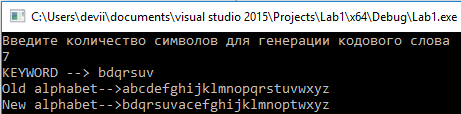 C:\Users\devii\documents\visual studio 2015\Projects\Lab1\x64\Debug\Lab1.exe
Введите количество символов для генерации кодового слова
7
KEYWORD --> bdqrsuv
Old alphabet-->abcdefghijklmnopqrstuvwxyz
New alphabet-->bdqrsuvacefghijklmnoptwxyz